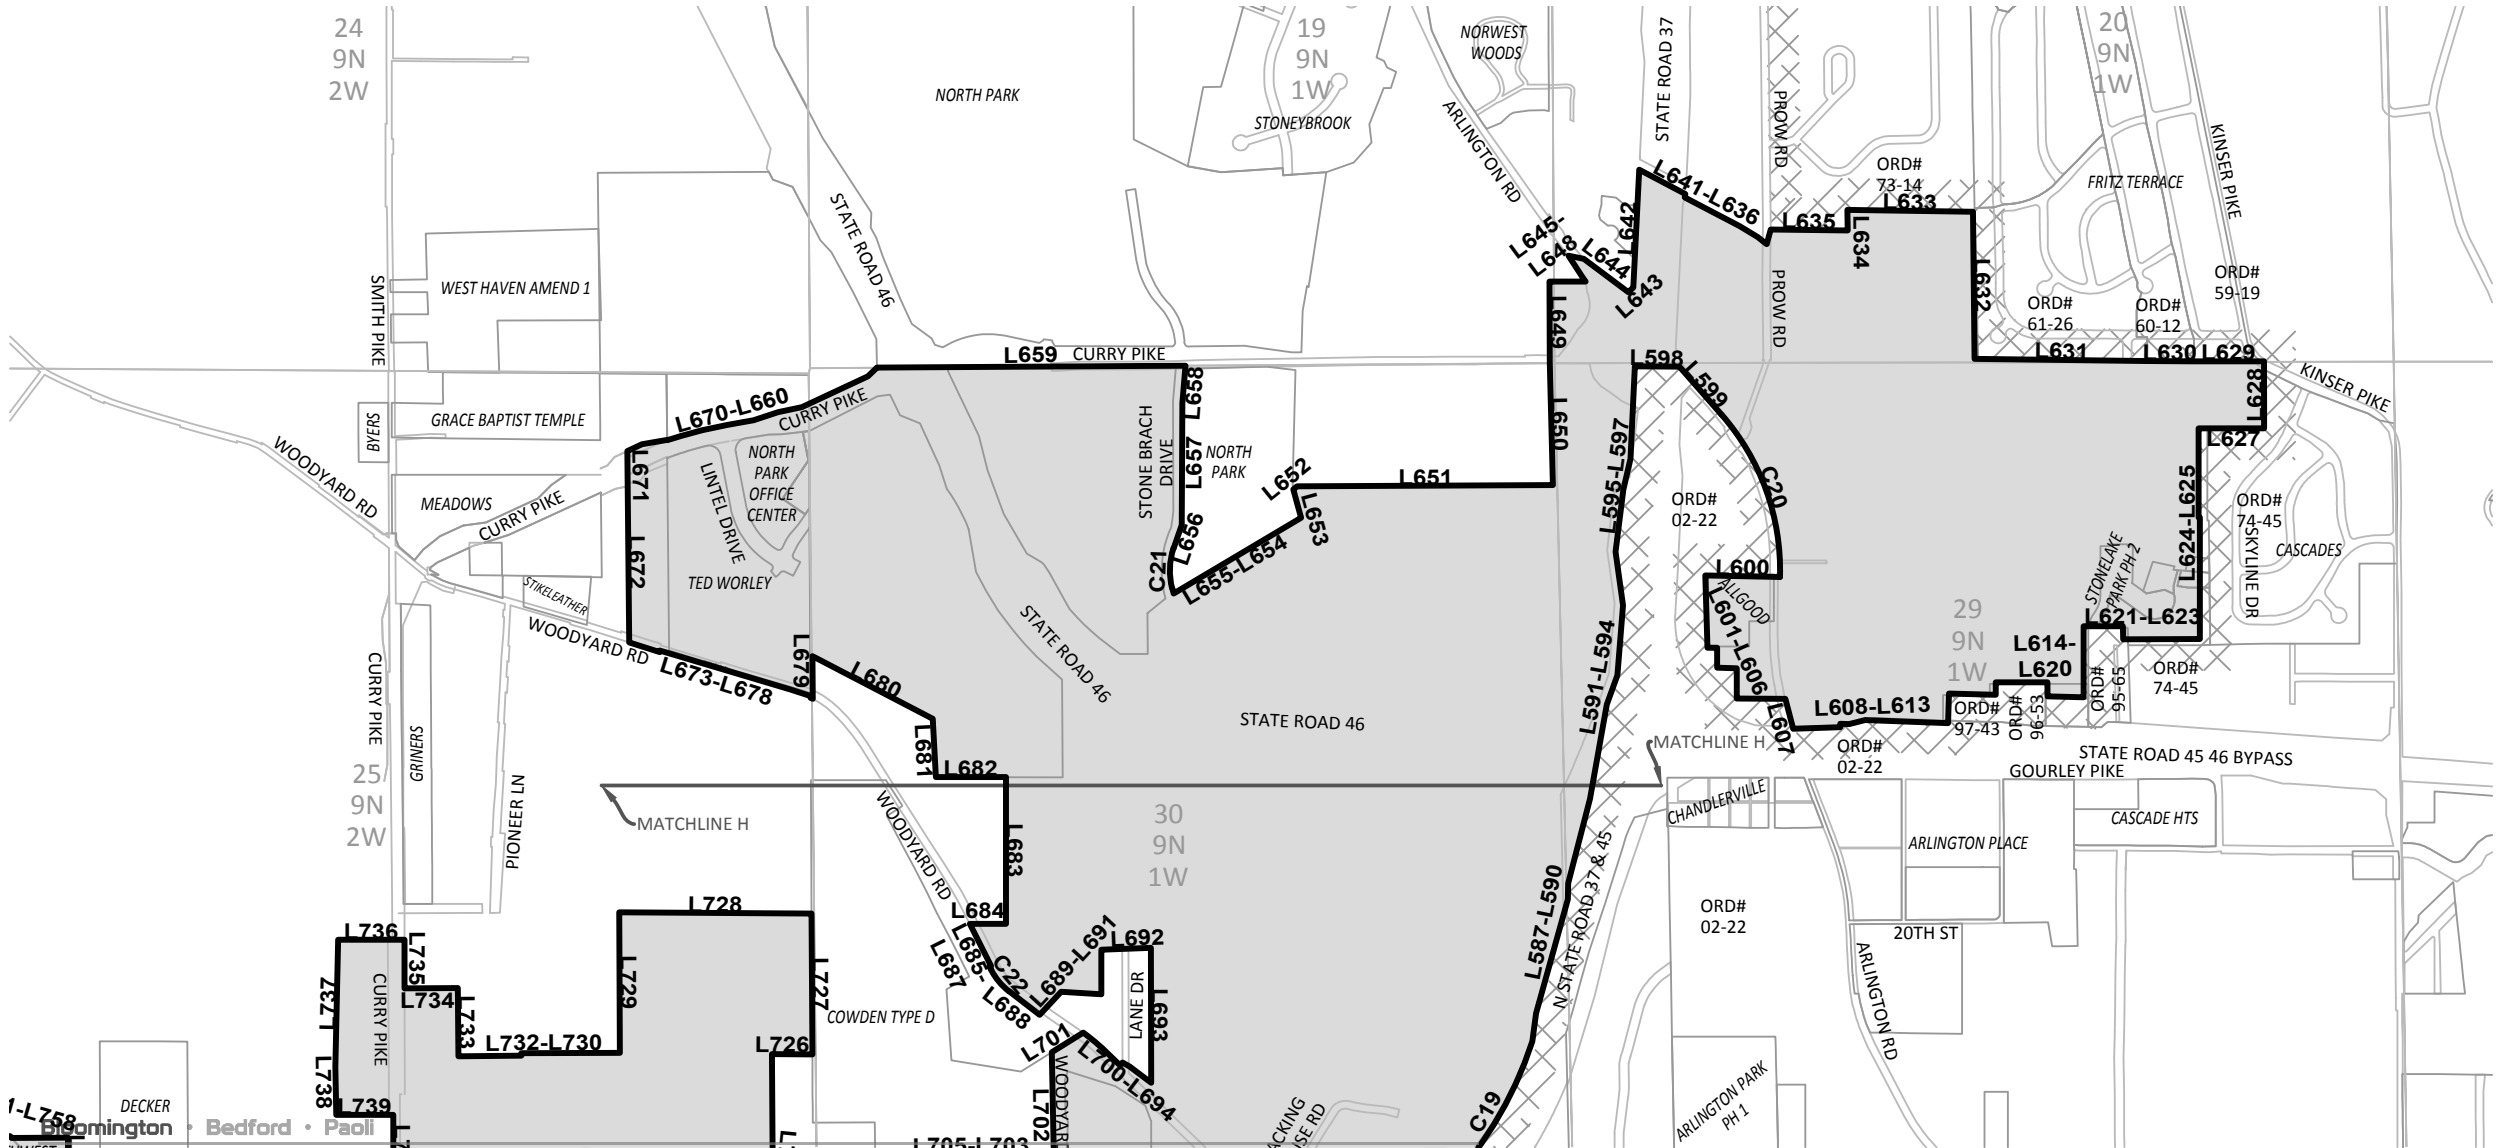 24
9N
2W
19
9N
1W
20
9N
1W
NORTH PARK
STONEYBROOK
NORWEST
WOODS
STATE ROAD 37
ARLINGTON RD
PROW RD
ORD#
73-14
FRITZ TERRACE
KINSER PIKE
STATE ROAD 46
L641-L636
L642
L645-
L648
L644
L643
L635
L633
L634
L632
PROW RD
ORD#
59-19
ORD#
61-26
ORD#
60-12
SMITH PIKE
WEST HAVEN AMEND 1
L649
L659
CURRY PIKE
L598
L599
L631
L630
L629
KINSER PIKE
L628
L627
L658
BYERS
GRACE BAPTIST TEMPLE
L670-L660
CURRY PIKE
STONE BRACH
DRIVE
L657
NORTH
PARK
L650
L595-L597
C20
WOODYARD RD
L671
LINTEL DRIVE
NORTH
PARK
OFFICE
CENTER
L652
L651
L653
ORD#
02-22
L624-L625
ORD#
74-45
SKYLINE DR
CASCADES
MEADOWS
CURRY PIKE
L656
C21
L655-L654
L672
TED WORLEY
STIKELEATHER
WOODYARD RD
L600
ALLGOOD
L601-L606
STONELAKE
PARK PH 2
29
9N
1W
L621-L623
L614-
L620
ORD#
74-45
ORD#
95-65
CURRY PIKE
L679
L673-L678
L680
STATE ROAD 46
STATE ROAD 46
L591-L594
L607
L608-L613
ORD#
97-43
ORD#
96-53
ORD#
02-22
STATE ROAD 45 46 BYPASS
GOURLEY PIKE
L681
L682
MATCHLINE H
GRINERS
25
9N
2W
PIONEER LN
MATCHLINE H
WOODYARD RD
L683
30
9N
1W
CHANDLERVILLE
ARLINGTON PLACE
CASCADE HTS
N STATE ROAD 37 & 45
L587-L590
ORD#
02-22
20TH ST
ARLINGTON RD
L728
L684
L685-
L687
C22
L688
L689-L691
L692
LANE DR
L693
L736
L735
L734
L737
CURRY PIKE
L733
L729
L727
COWDEN TYPE D
L732-L730
L726
L701
L700-L694
WOODYAR
L702
L738
L739
DECKER
C19
ARLINGTON PARK
PH 1
Bloomington • Bedford • Paoli
L705-L703